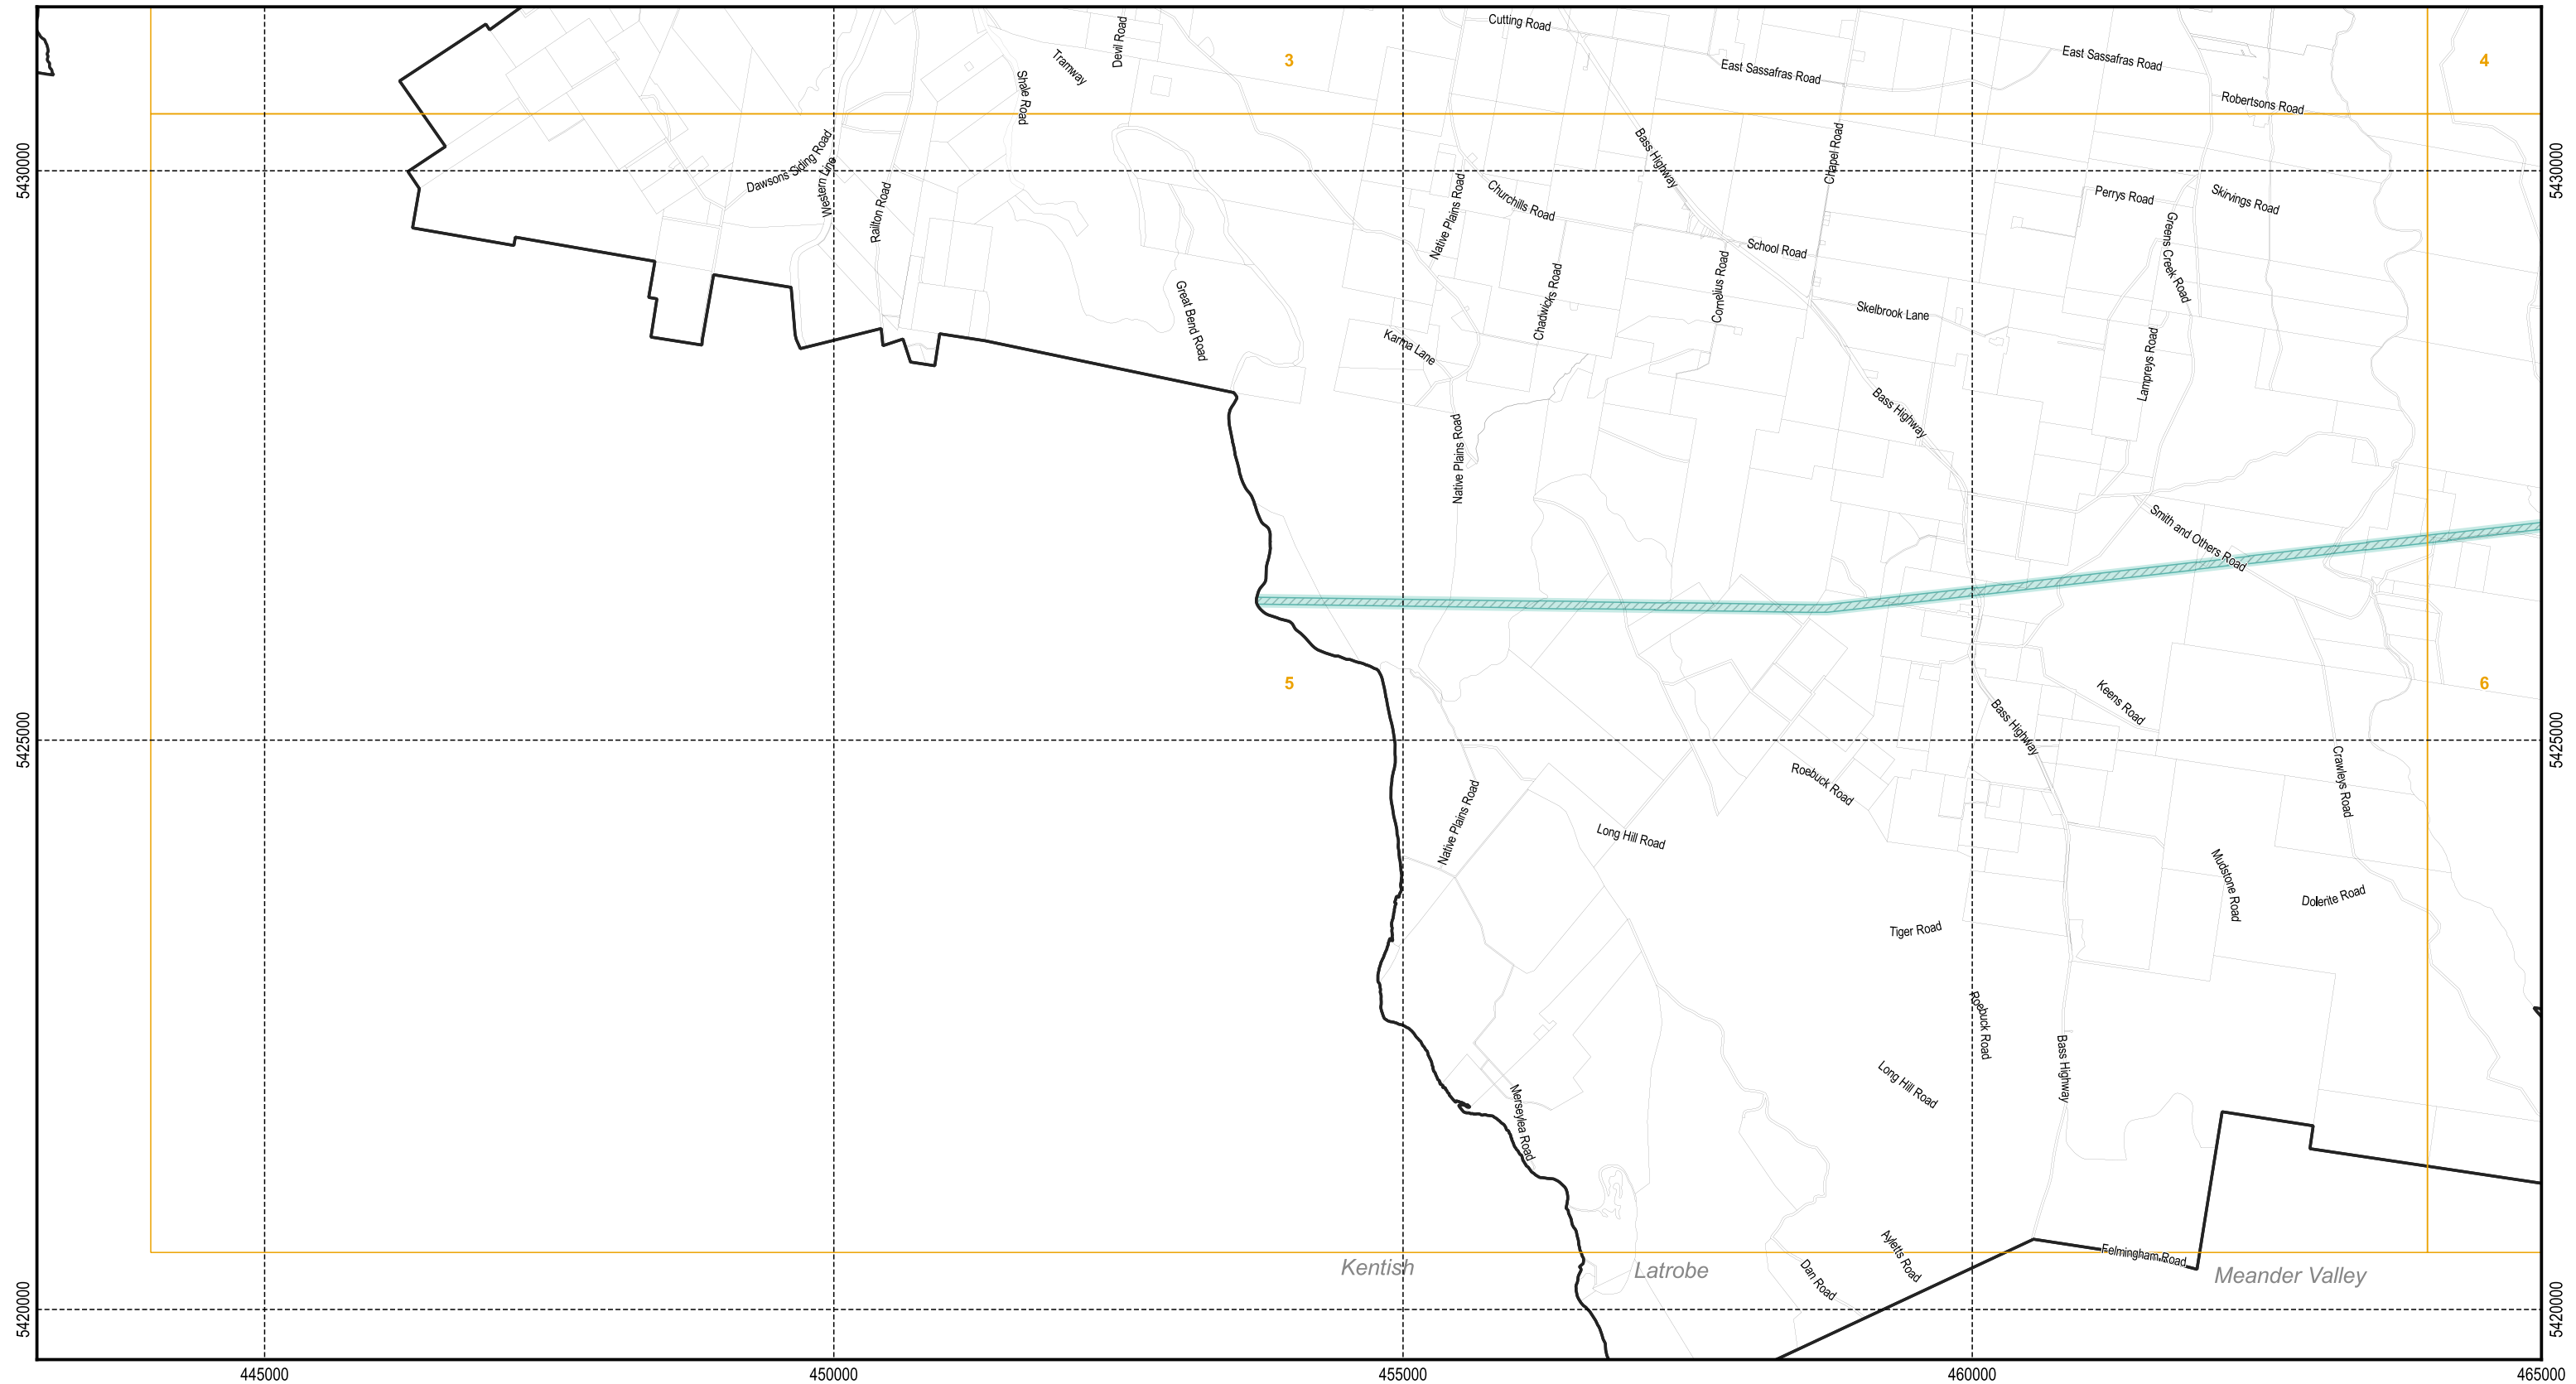 Cutting Road
Devil Road
Tramway
3
East Sassafras Road
4
East Sassafras Road
Shale Road
Robertsons Road
Bass Highway
Chapel Road
Dawsons Siding Road
Western Line
5430000
5430000
Railton Road
Native Plains Road
Churchills Road
Perrys Road
Skirvings Road
Greens Creek Road
School Road
Cornelius Road
Chadwicks Road
Great Bend Road
Skelbrook Lane
Karma Lane
Lampreys Road
Bass Highway
Native Plains Road
Smith and Others Road
5
6
Keens Road
Bass Highway
5425000
5425000
Roebuck Road
Crawleys Road
Native Plains Road
Long Hill Road
Mudstone Road
Dolerite Road
Tiger Road
Roebuck Road
Bass Highway
Long Hill Road
Merseylea Road
Ayletts Road
Felmingham Road
Kentish
Latrobe
Dan Road
Meander Valley
5420000
5420000
445000
450000
455000
460000
465000